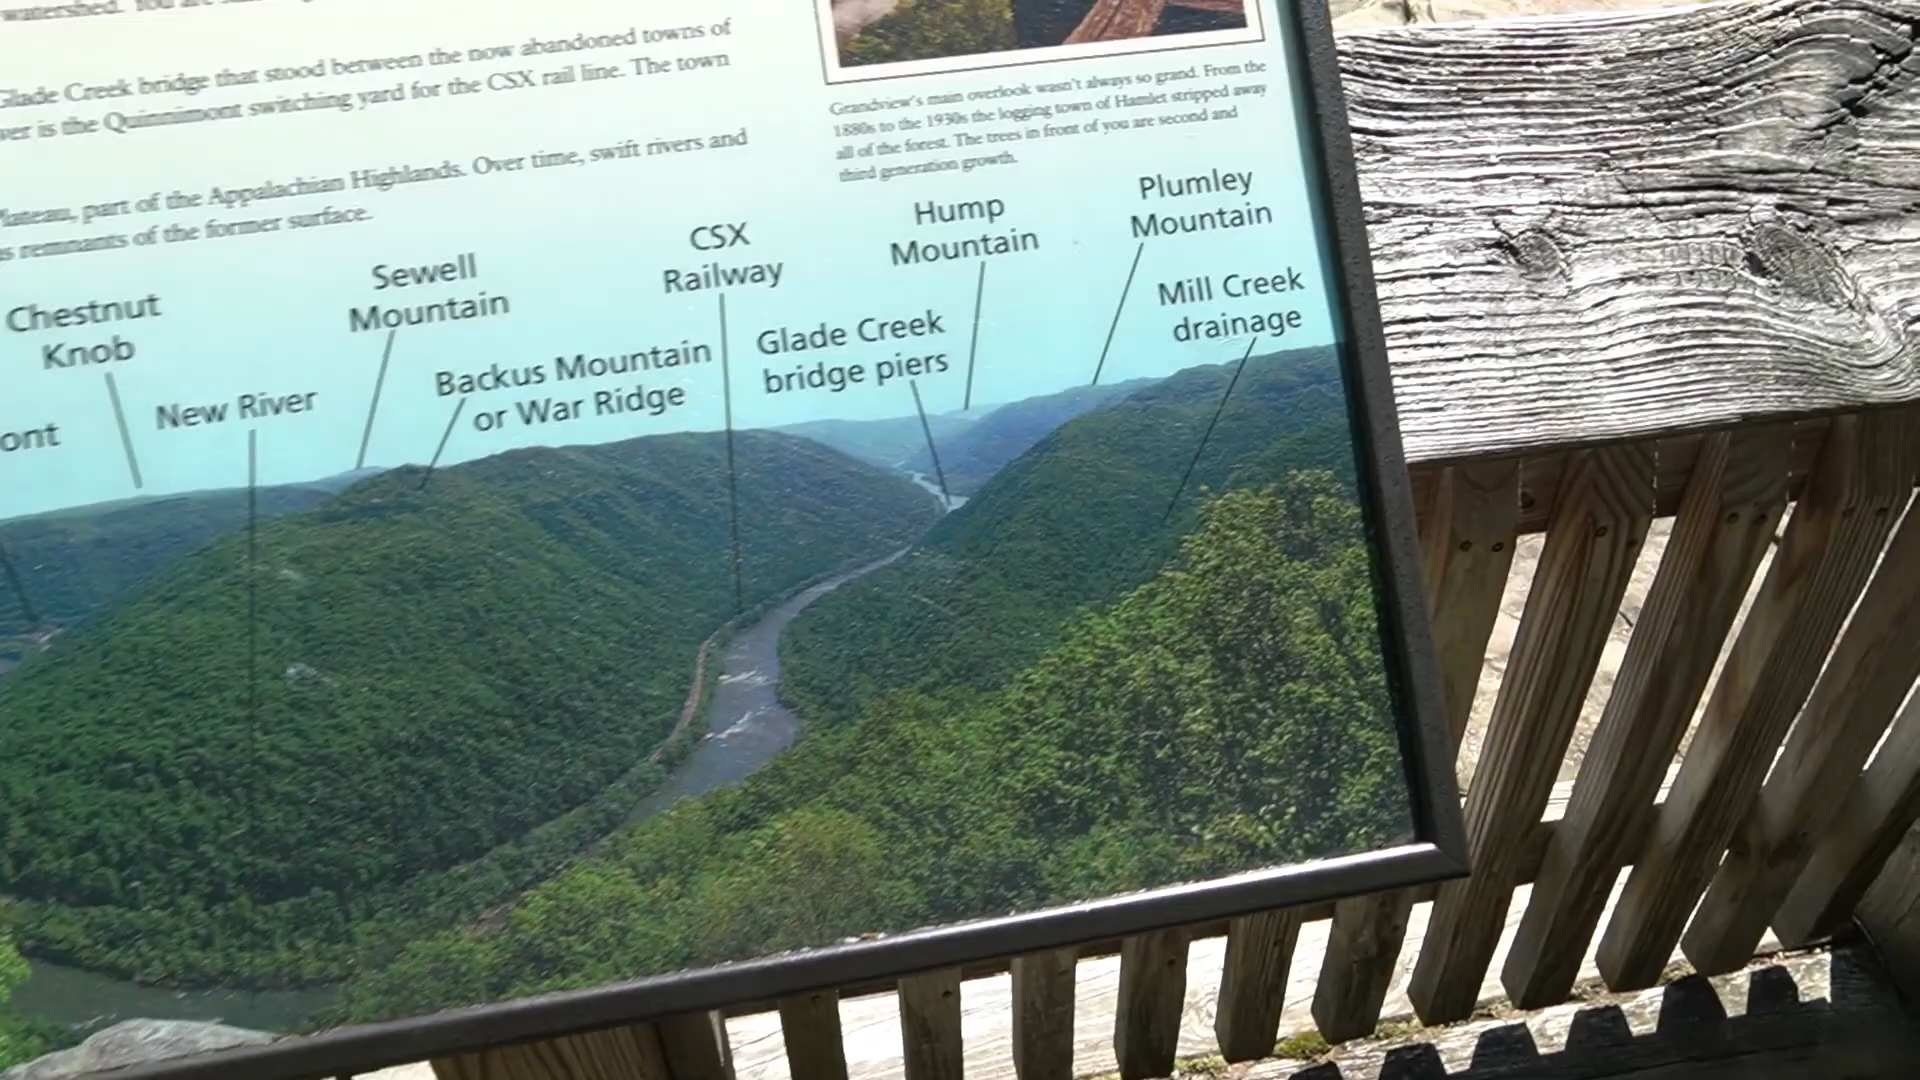 watershed. You are
Glade Creek bridge that stood between the now abandoned towns of
ver is the Quinnimont switching yard for the CSX rail line. The town
Plateau, part of the Appalachian Highlands. Over time, swift rivers and
as remnants of the former surface.
Grandview's main overlook wasn't always so grand. From the
1880s to the 1930s the logging town of Hamlet stripped away
all of the forest. The trees in front of you are second and
third generation growth.
Chestnut
Knob
ont
New River
Sewell
Mountain
Backus Mountain
or War Ridge
CSX
Railway
Glade Creek
bridge piers
Hump
Mountain
Plumley
Mountain
Mill Creek
drainage